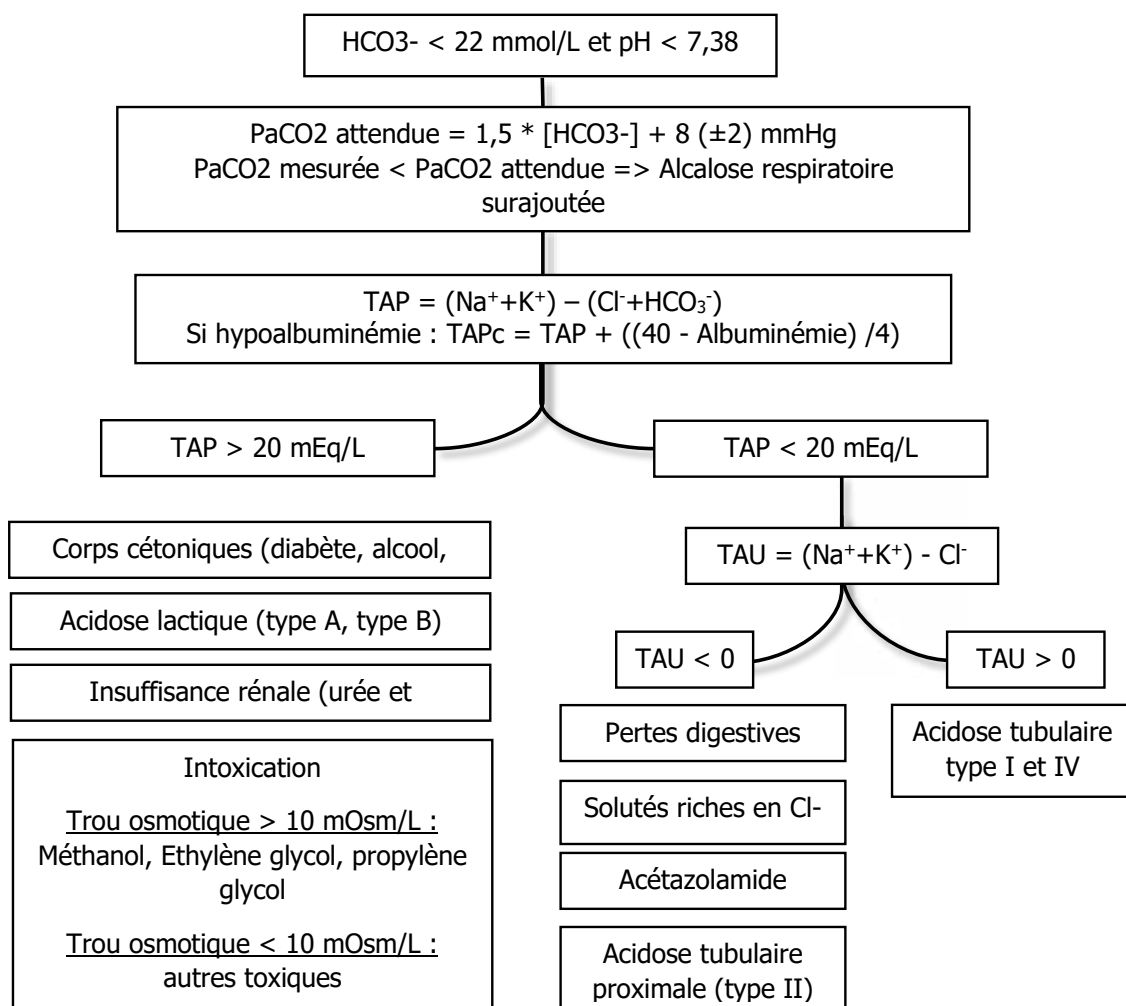 HCO3- < 22 mmol/L et pH < 7,38
PaCO2 attendue = 1,5 * [HCO3-] + 8 (±2) mmHg
PaCO2 mesurée < PaCO2 attendue => Alcalose respiratoire
surajoutée
TAP = (Na⁺+K⁺) – (Cl⁻+HCO₃⁻)
Si hypoalbuminémie : TAPc = TAP + ((40 - Albuminémie) /4)
TAP > 20 mEq/L
Corps cétoniques (diabète, alcool,
Acidose lactique (type A, type B)
Insuffisance rénale (urée et
Intoxication
Trou osmotique > 10 mOsm/L :
Méthanol, Ethylène glycol, propylène
glycol
Trou osmotique < 10 mOsm/L :
autres toxiques
TAP < 20 mEq/L
TAU = (Na⁺+K⁺) - Cl⁻
TAU < 0
Pertes digestives
Solutés riches en Cl-
Acétazolamide
Acidose tubulaire
proximale (type II)
TAU > 0
Acidose tubulaire
type I et IV